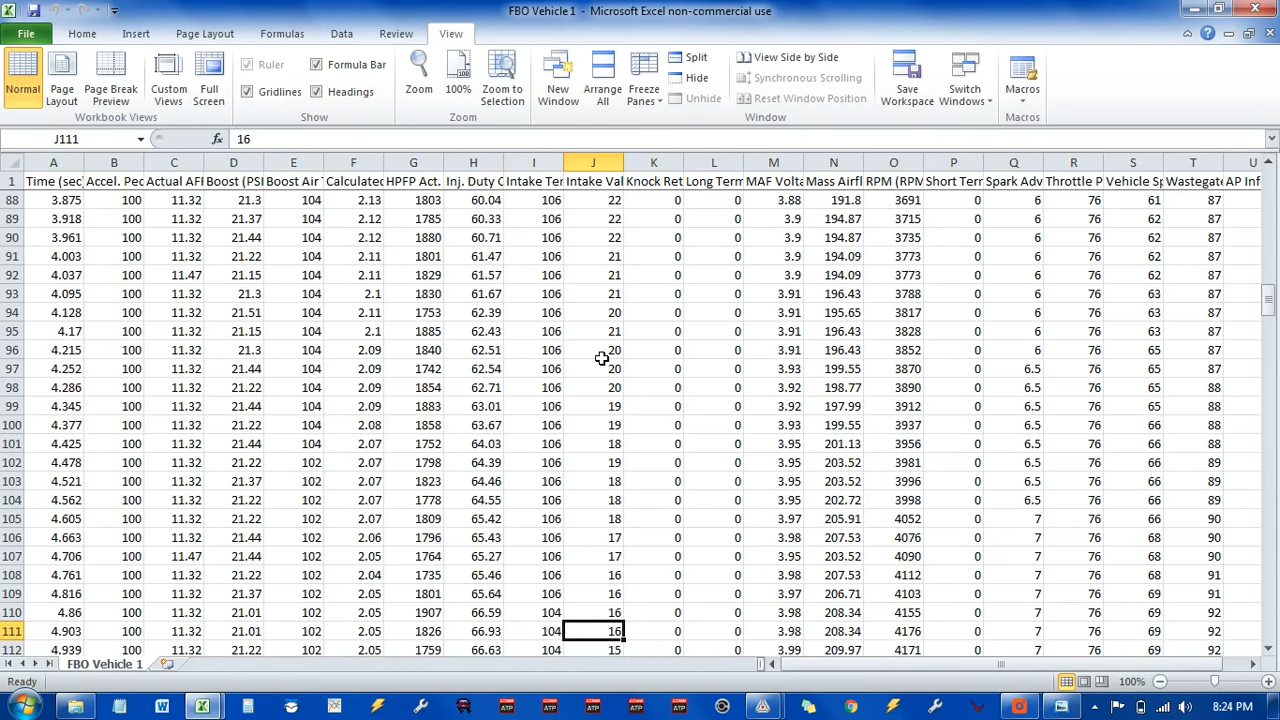 FBO Vehicle 1 - Microsoft Excel non-commercial use
File Home Insert Page Layout Formulas Data Review View
Normal Page Layout Page Break Preview Custom Views Full Screen Ruler Formula Bar Gridlines Headings Zoom 100% Zoom to Selection New Window Arrange All Freeze Panes Split Hide Unhide View Side by Side Synchronous Scrolling Reset Window Position Save Workspace Switch Windows Macros
Workbook Views Show Zoom Window Macros
J111 fx 16
A B C D E F G H I J K L M N O P Q R S T U
1 Time (sec Accel. Ped Actual AFI Boost (PSI Boost Air Calculated HPFP Act. Inj. Duty C Intake Ter Intake Val Knock Ret Long Term MAF Volta Mass Airfl RPM (RPM Short Terr Spark Adv Throttle P Vehicle Sp Wastegate AP Inf
88 3.875 100 11.32 21.3 104 2.13 1803 60.04 106 22 0 0 3.88 191.8 3691 0 6 76 61 87
89 3.918 100 11.32 21.37 104 2.12 1785 60.33 106 22 0 0 3.9 194.87 3715 0 6 76 62 87
90 3.961 100 11.32 21.44 104 2.12 1880 60.71 106 22 0 0 3.9 194.87 3735 0 6 76 62 87
91 4.003 100 11.32 21.22 104 2.11 1801 61.47 106 21 0 0 3.9 194.09 3773 0 6 76 62 87
92 4.037 100 11.47 21.15 104 2.11 1829 61.57 106 21 0 0 3.9 194.09 3773 0 6 76 62 87
93 4.095 100 11.32 21.3 104 2.1 1830 61.67 106 21 0 0 3.91 196.43 3788 0 6 76 63 87
94 4.128 100 11.32 21.51 104 2.11 1753 62.39 106 20 0 0 3.91 195.65 3817 0 6 76 63 87
95 4.17 100 11.32 21.15 104 2.1 1885 62.43 106 21 0 0 3.91 196.43 3828 0 6 76 63 87
96 4.215 100 11.32 21.3 104 2.09 1840 62.51 106 20 0 0 3.91 196.43 3852 0 6 76 65 87
97 4.252 100 11.32 21.44 104 2.09 1742 62.54 106 20 0 0 3.93 199.55 3870 0 6.5 76 65 87
98 4.286 100 11.32 21.22 104 2.09 1854 62.71 106 20 0 0 3.92 198.77 3890 0 6.5 76 65 88
99 4.345 100 11.32 21.44 104 2.09 1883 63.01 106 19 0 0 3.92 197.99 3912 0 6.5 76 65 88
100 4.377 100 11.32 21.44 104 2.08 1858 63.67 106 19 0 0 3.93 199.55 3937 0 6.5 76 65 88
101 4.425 100 11.32 21.44 104 2.07 1752 64.03 106 18 0 0 3.95 201.13 3956 0 6.5 76 66 88
102 4.478 100 11.32 21.22 102 2.07 1798 64.39 106 19 0 0 3.95 203.52 3981 0 6.5 76 66 89
103 4.521 100 11.32 21.37 102 2.07 1823 64.46 106 18 0 0 3.95 203.52 3996 0 6.5 76 66 89
104 4.562 100 11.32 21.22 102 2.07 1778 64.55 106 18 0 0 3.95 202.72 3998 0 6.5 76 66 89
105 4.605 100 11.32 21.22 102 2.07 1809 65.42 106 18 0 0 3.97 205.91 4052 0 7 76 66 90
106 4.663 100 11.32 21.22 102 2.06 1796 65.43 106 17 0 0 3.98 207.53 4076 0 7 76 68 90
107 4.706 100 11.47 21.44 102 2.05 1764 65.27 106 17 0 0 3.95 203.52 4090 0 7 76 68 90
108 4.761 100 11.32 21.22 102 2.04 1735 65.46 106 16 0 0 3.98 207.53 4112 0 7 76 68 91
109 4.816 100 11.32 21.37 102 2.05 1801 65.64 106 16 0 0 3.97 206.71 4103 0 7 76 69 91
110 4.86 100 11.32 21.01 102 2.05 1907 66.59 104 16 0 0 3.98 208.34 4155 0 7 76 69 92
111 4.903 100 11.32 21.01 102 2.05 1826 66.93 104 16 0 0 3.98 208.34 4176 0 7 76 69 92
112 4.939 100 11.32 21.22 102 2.05 1759 66.63 104 15 0 0 3.98 209.97 4171 0 7 76 69 92
FBO Vehicle 1
Ready 100%
ATP ATP ATP ATP ATP 8:24 PM